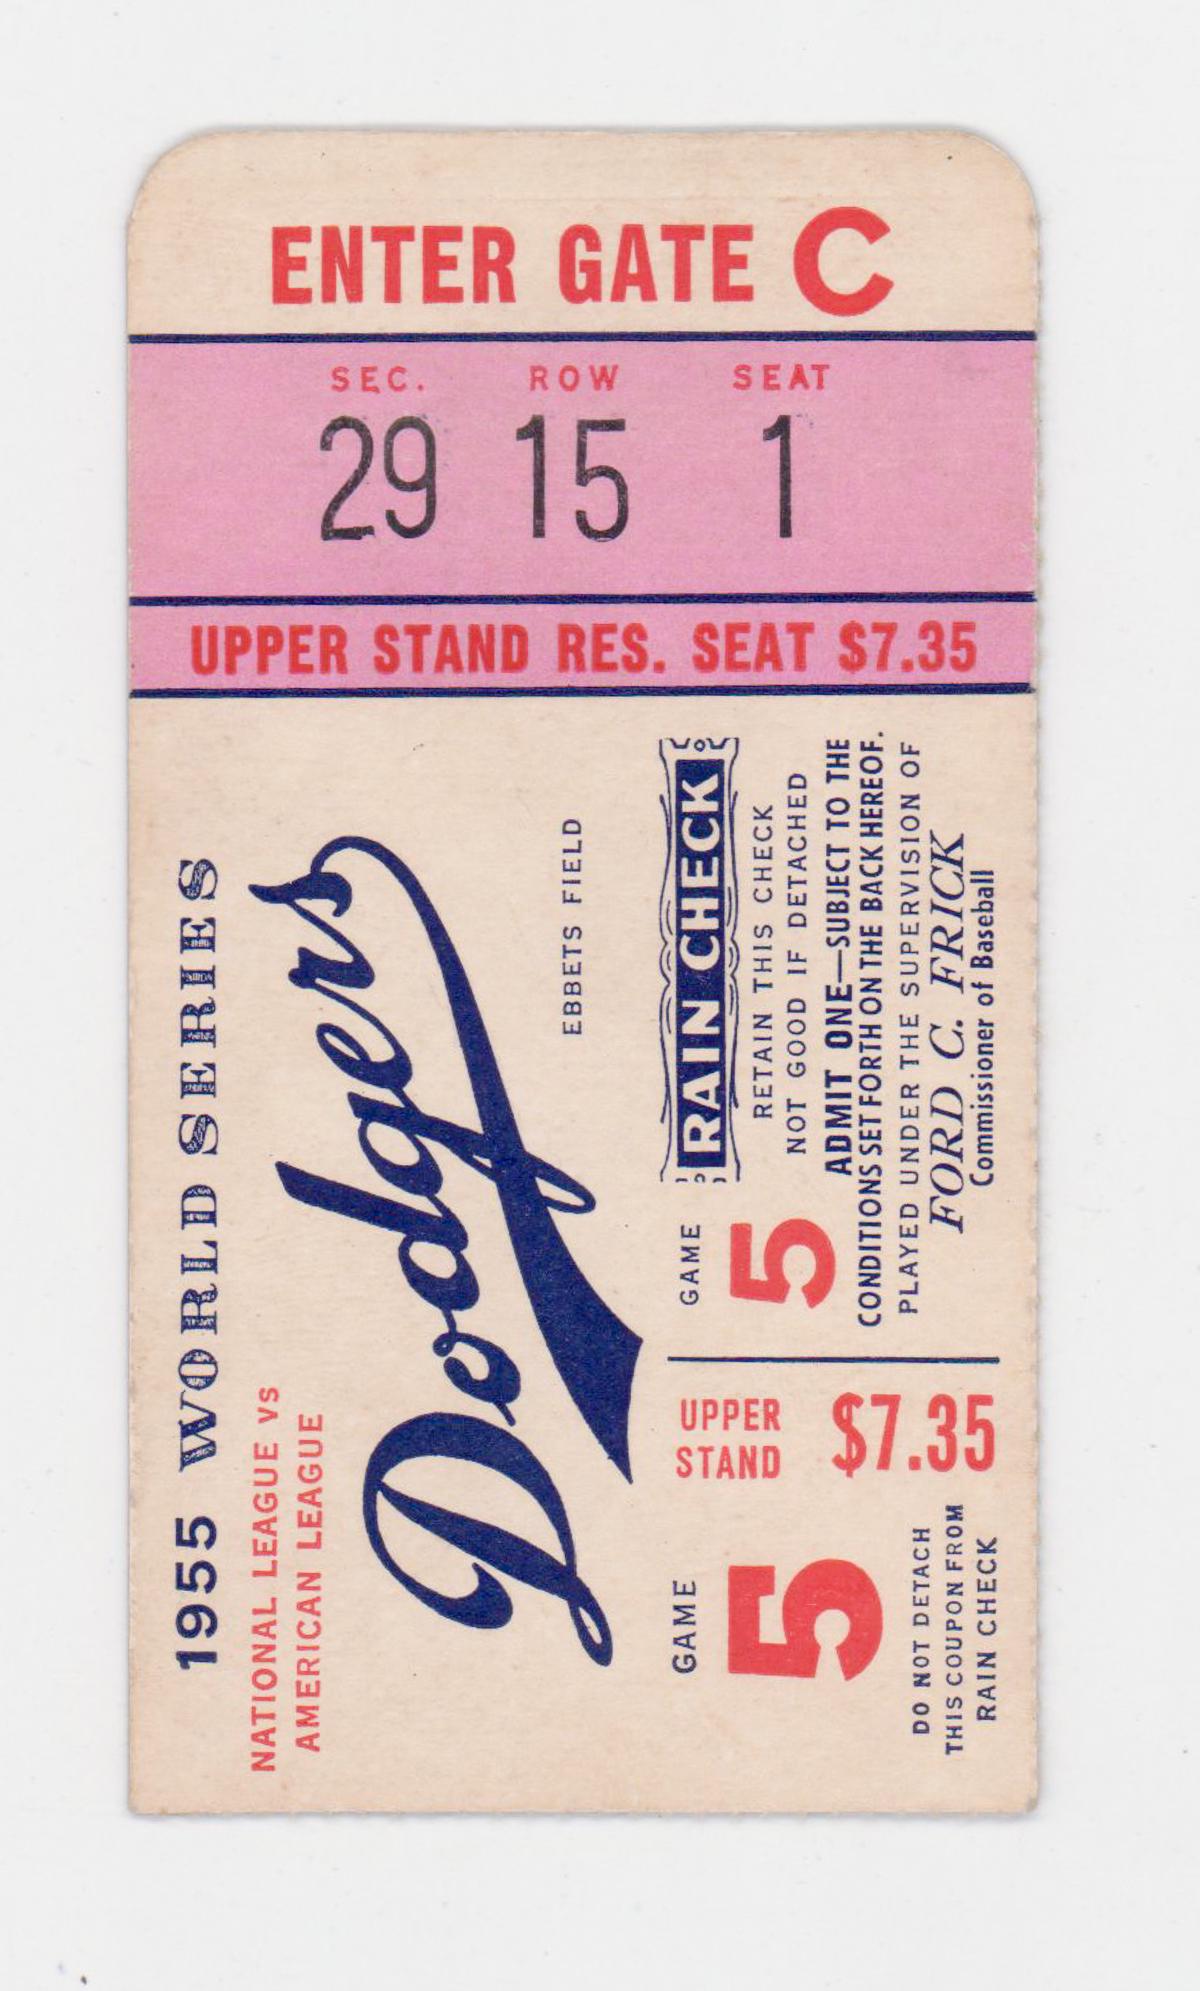 ENTER GATE C
SEC. ROW SEAT
29 15 1
UPPER STAND RES. SEAT $7.35
1955 WORLD SERIES
NATIONAL LEAGUE VS
AMERICAN LEAGUE
Dodgers
EBBETS FIELD
RAIN CHECK
RETAIN THIS CHECK
NOT GOOD IF DETACHED
GAME
5
ADMIT ONE—SUBJECT TO THE
CONDITIONS SET FORTH ON THE BACK HEREOF.
PLAYED UNDER THE SUPERVISION OF
FORD C. FRICK
Commissioner of Baseball
UPPER
STAND
$7.35
GAME
5
DO NOT DETACH
THIS COUPON FROM
RAIN CHECK